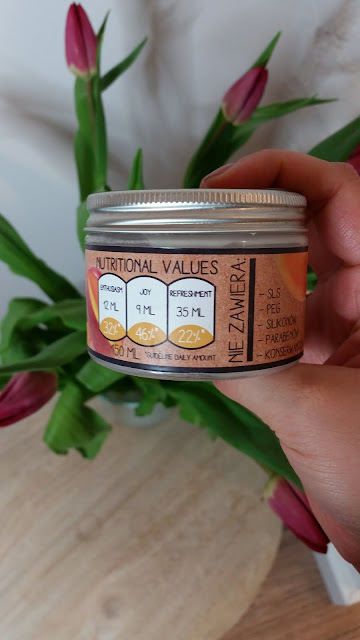 NUTRITIONAL VALUES
ENTHUSIASM
12 ML
32%*
JOY
9 ML
46%*
REFRESHMENT
35 ML
22%*
150 ML *GUIDELINE DAILY AMOUNT
NIE ZAWIERA:
- SLS
- PEG
- SILIKONÓW
- PARABENÓW